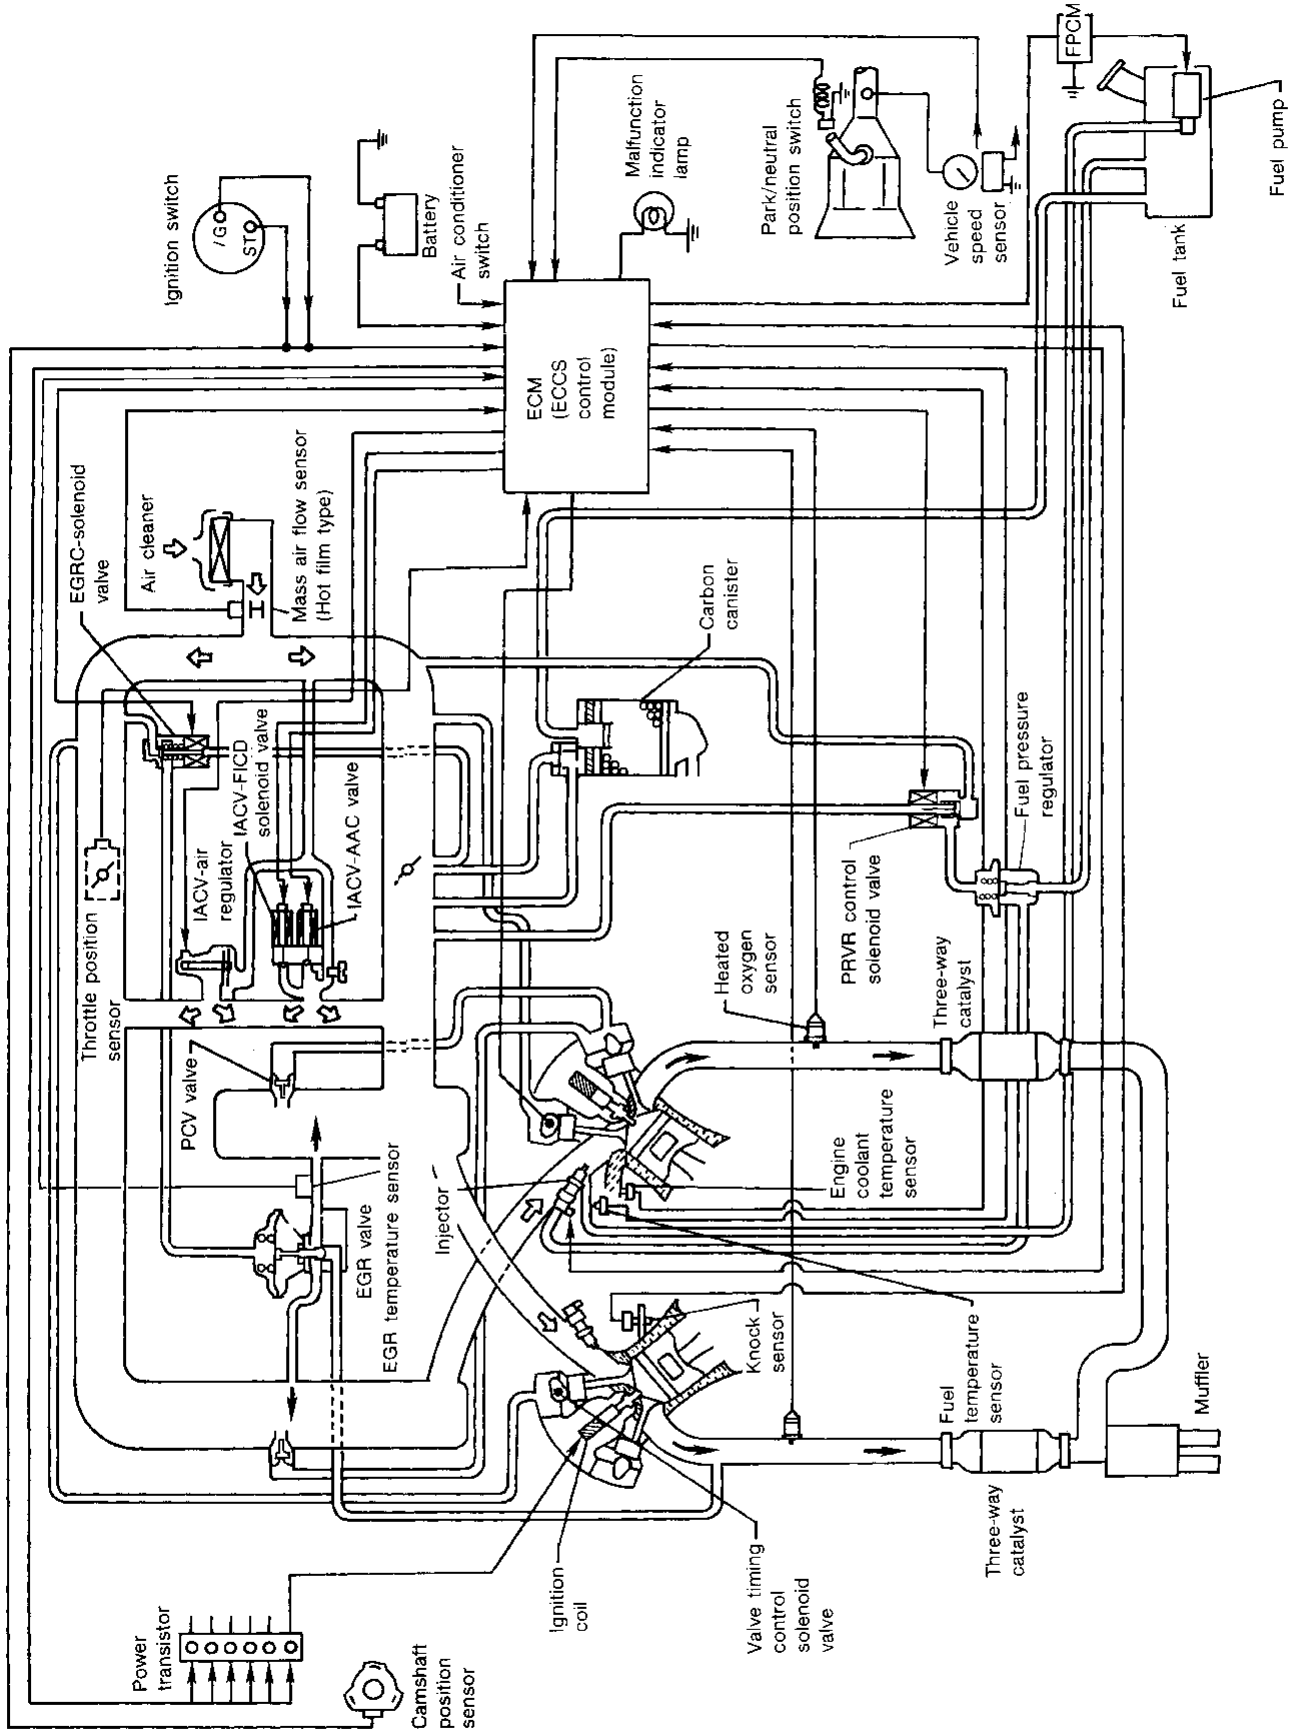 Ignition switch
IG
ST
Battery
Air conditioner
switch
Malfunction
indicator
lamp
Park/neutral
position switch
Vehicle
speed
sensor
FPCM
Fuel tank
Fuel pump
ECM
(ECCS
control
module)
EGRC-solenoid
valve
Air cleaner
Mass air flow sensor
(Hot film type)
Carbon
canister
Throttle position
sensor
IACV-air
regulator
IACV-FICD
solenoid valve
IACV-AAC valve
PRVR control
solenoid valve
Fuel pressure
regulator
PCV valve
Heated
oxygen
sensor
Three-way
catalyst
EGR valve
EGR temperature sensor
Injector
Engine
coolant
temperature
sensor
Knock
sensor
Fuel
temperature
sensor
Muffler
Power
transistor
Camshaft
position
sensor
Ignition
coil
Valve timing
control
solenoid
valve
Three-way
catalyst